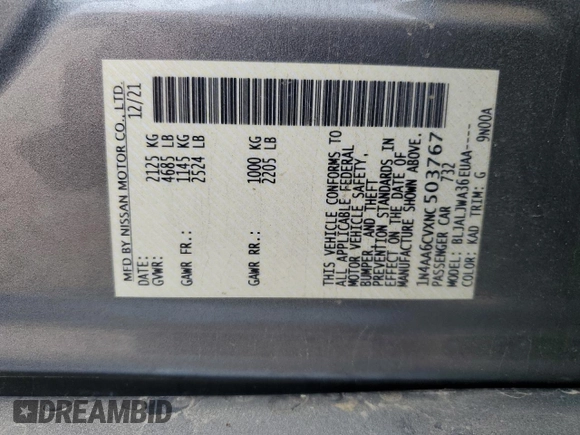 MFD BY NISSAN MOTOR CO., LTD.
DATE: 12/21
GVWR: 2125 KG
4685 LB
GAWR FR.: 1145 KG
2524 LB
GAWR RR.: 1000 KG
2205 LB
THIS VEHICLE CONFORMS TO
ALL APPLICABLE FEDERAL
MOTOR VEHICLE SAFETY,
BUMPER, AND THEFT
PREVENTION STANDARDS IN
EFFECT ON THE DATE OF
MANUFACTURE SHOWN ABOVE.
1N4AA6CVXNC503767
PASSENGER CAR 732
MODEL: BLJALJWA36EUAA----
COLOR: KAD TRIM: G 9N00A
DREAMBID